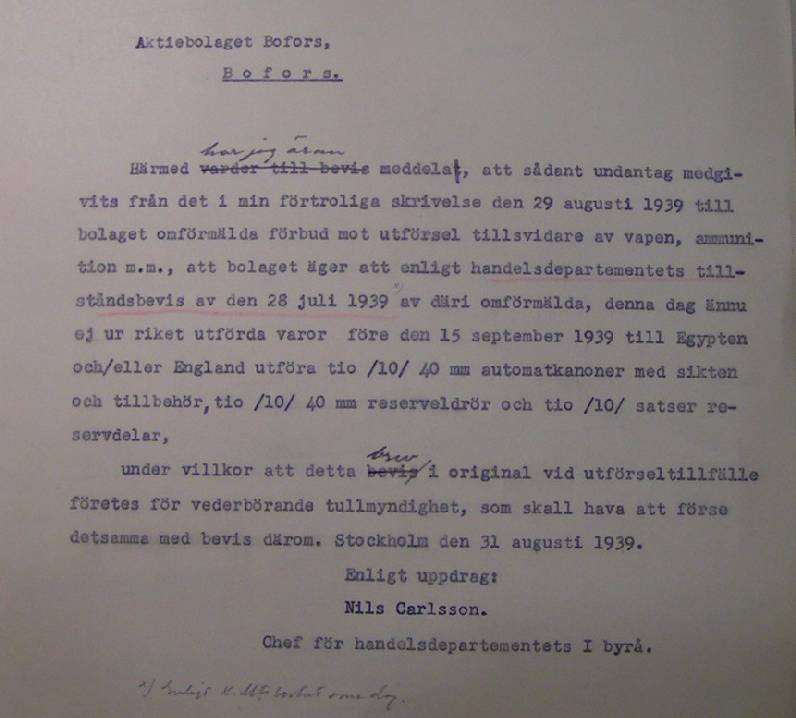 Aktiebolaget Bofors,
Bofors.
har jag äran
Härmed varder till bevis meddelat, att sådant undantag medgi-
vits från det i min förtroliga skrivelse den 29 augusti 1939 till
bolaget omförmälda förbud mot utförsel tillsvidare av vapen, ammuni-
tion m.m., att bolaget äger att enligt handelsdepartementets till-
ståndsbevis av den 28 juli 1939 x) av däri omförmälda, denna dag ännu
ej ur riket utförda varor före den 15 september 1939 till Egypten
och/eller England utföra tio /10/ 40 mm automatkanoner med sikten
och tillbehör, tio /10/ 40 mm reserveldrör och tio /10/ satser re-
servdelar,
brev
under villkor att detta bevis i original vid utförseltillfälle
företes för vederbörande tullmyndighet, som skall hava att förse
detsamma med bevis därom. Stockholm den 31 augusti 1939.
Enligt uppdrag:
Nils Carlsson.
Chef för handelsdepartementets I byrå.
x) Enligt K. beslut dag.